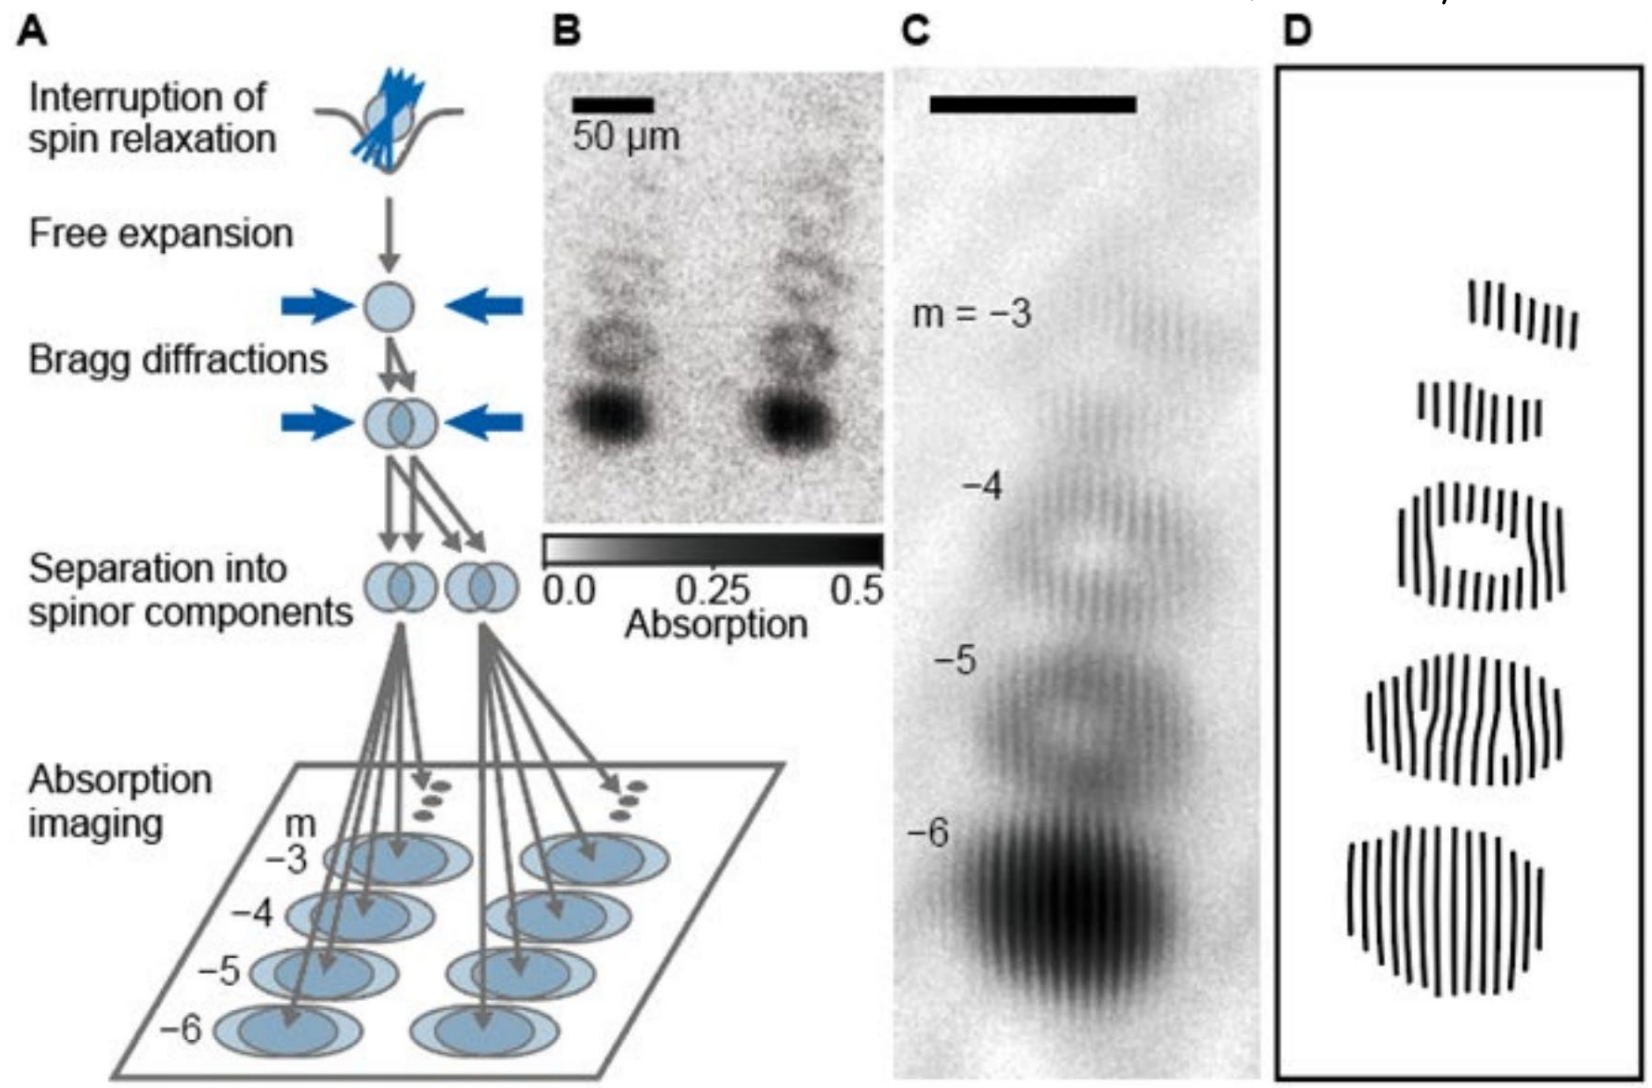 A
Interruption of
spin relaxation
Free expansion
Bragg diffractions
Separation into
spinor components
Absorption
imaging
m
−3
−4
−5
−6
B
50 μm
0.0 0.25 0.5
Absorption
C
m = −3
−4
−5
−6
D